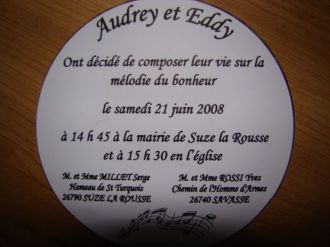 Audrey et Eddy
Ont décidé de composer leur vie sur la
mélodie du bonheur
le samedi 21 juin 2008
à 14 h 45 à la mairie de Suze la Rousse
et à 15 h 30 en l'église
M. et Mme MILLET Serge
Hameau de St Turquois
26790 SUZE LA ROUSSE
M. et Mme ROSSI Yves
Chemin de l'Homme d'Armes
26740 SAVASSE